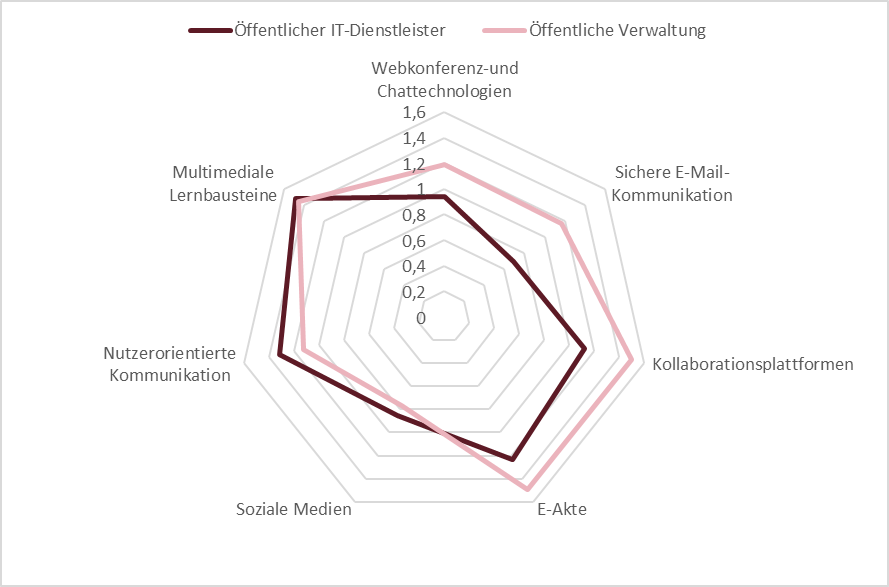 Öffentlicher IT-Dienstleister
Öffentliche Verwaltung
Webkonferenz-und
Chattechnologien
1,6
1,4
1,2
1
0,8
0,6
0,4
0,2
0
Sichere E-Mail-
Kommunikation
Kollaborationsplattformen
E-Akte
Soziale Medien
Nutzerorientierte
Kommunikation
Multimediale
Lernbausteine